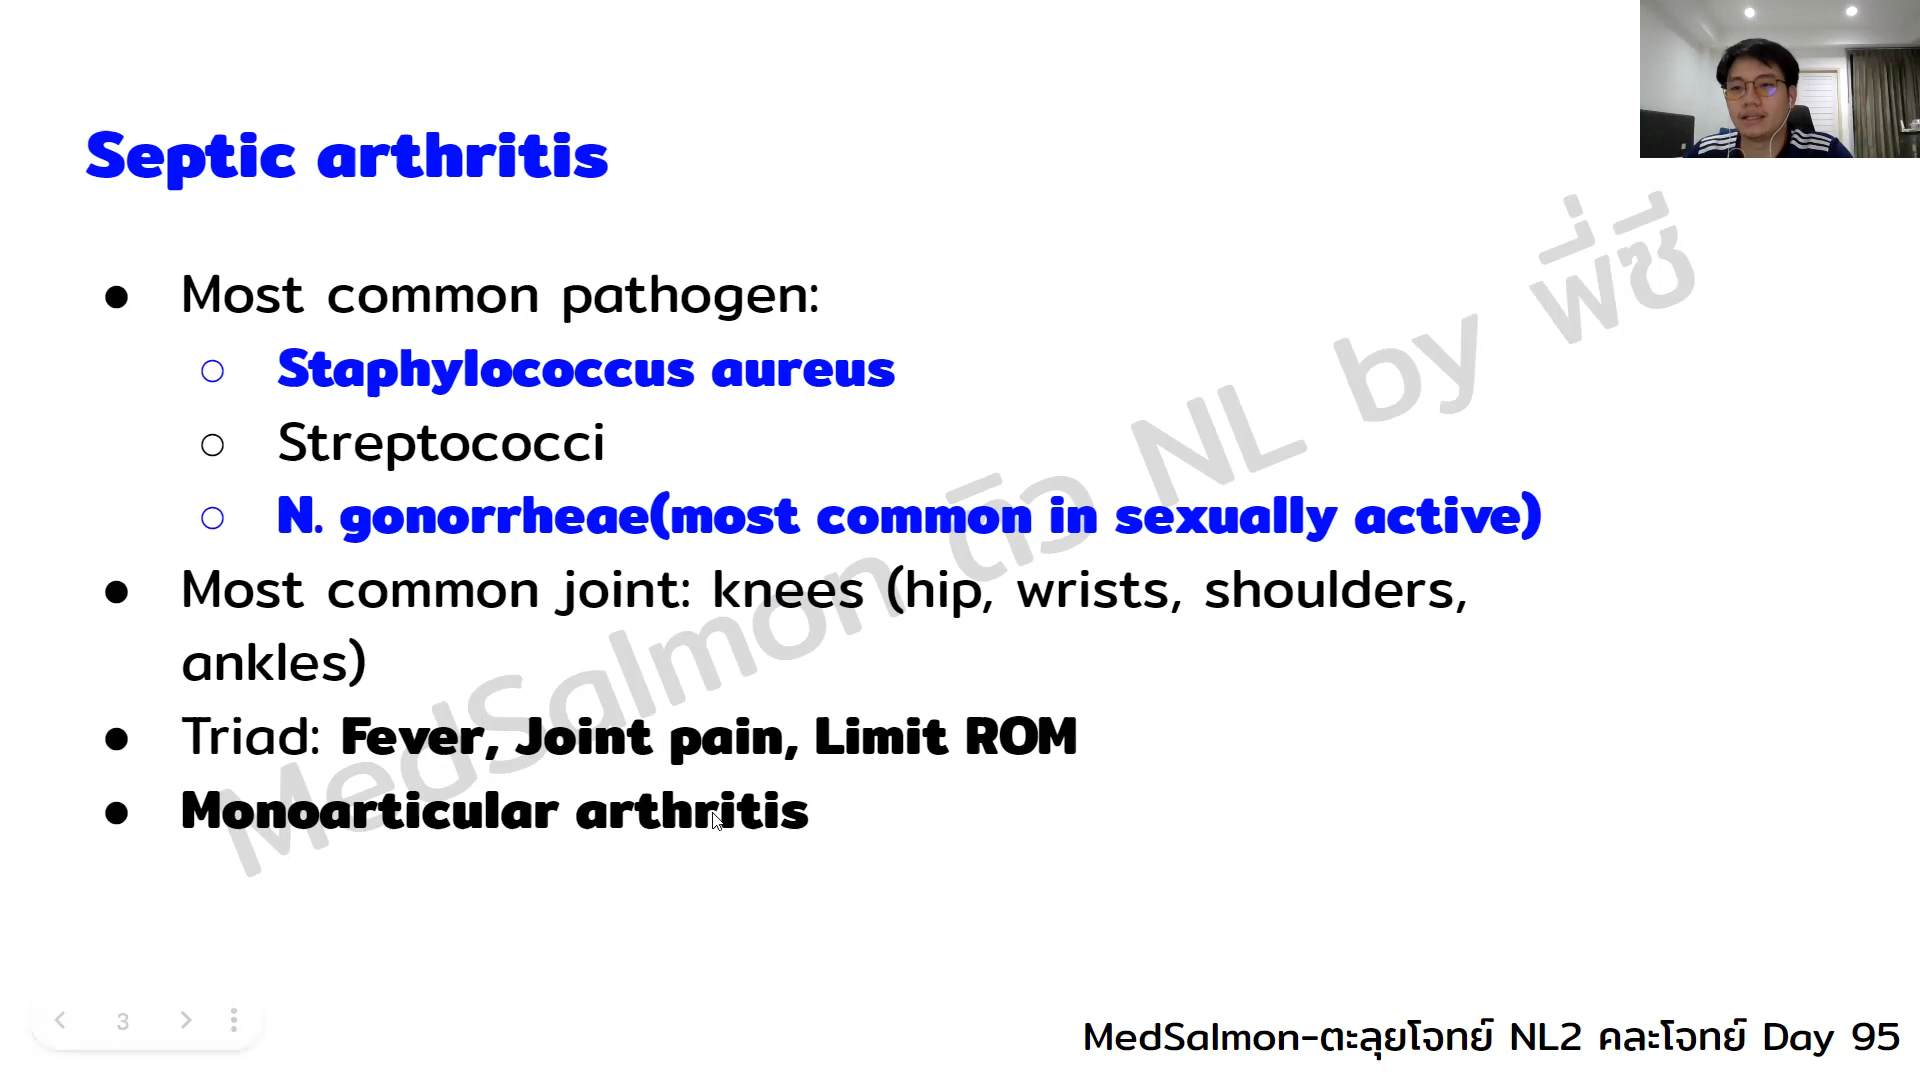 Septic arthritis
● Most common pathogen:
○ Staphylococcus aureus
○ Streptococci
○ N. gonorrheae(most common in sexually active)
● Most common joint: knees (hip, wrists, shoulders,
ankles)
● Triad: Fever, Joint pain, Limit ROM
● Monoarticular arthritis
MedSalmon ติว NL by พี่ซี
3
MedSalmon-ตะลุยโจทย์ NL2 คละโจทย์ Day 95